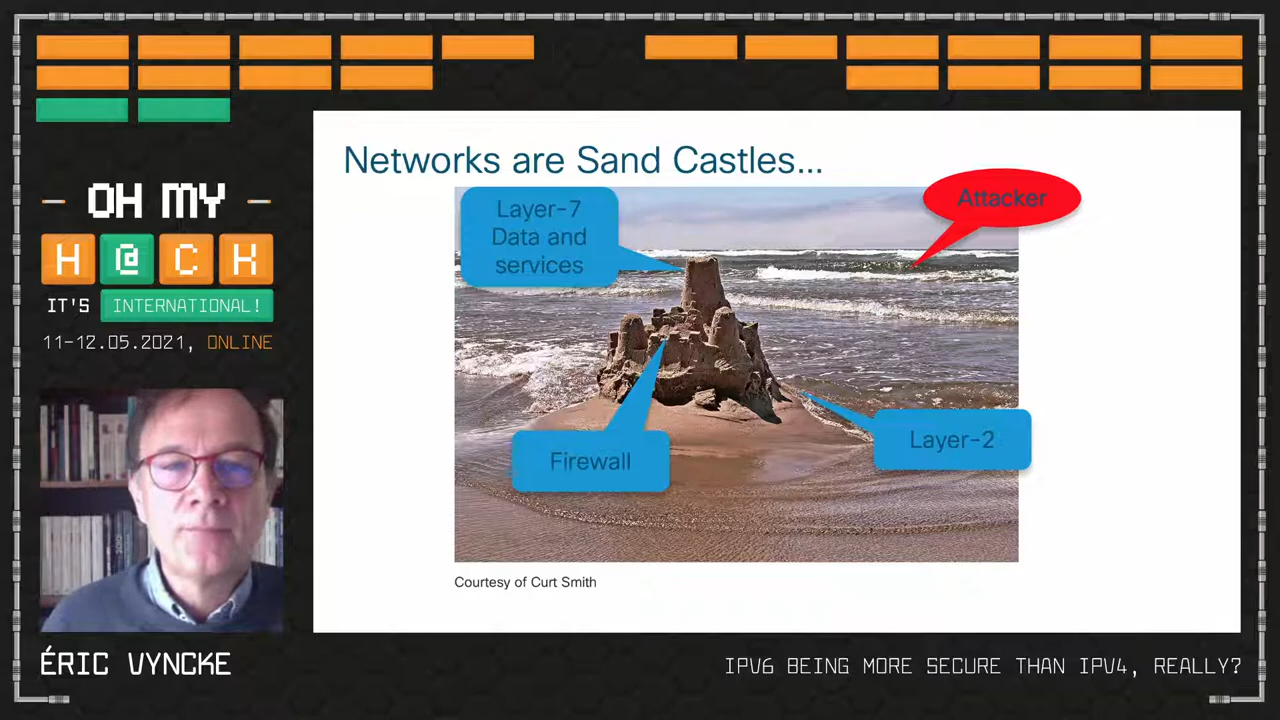 OH MY
H@CK
IT'S INTERNATIONAL!
11-12.05.2021, ONLINE
Networks are Sand Castles...
Layer-7
Data and
services
Attacker
Firewall
Layer-2
Courtesy of Curt Smith
ÉRIC VYNCKE
IPV6 BEING MORE SECURE THAN IPV4, REALLY?